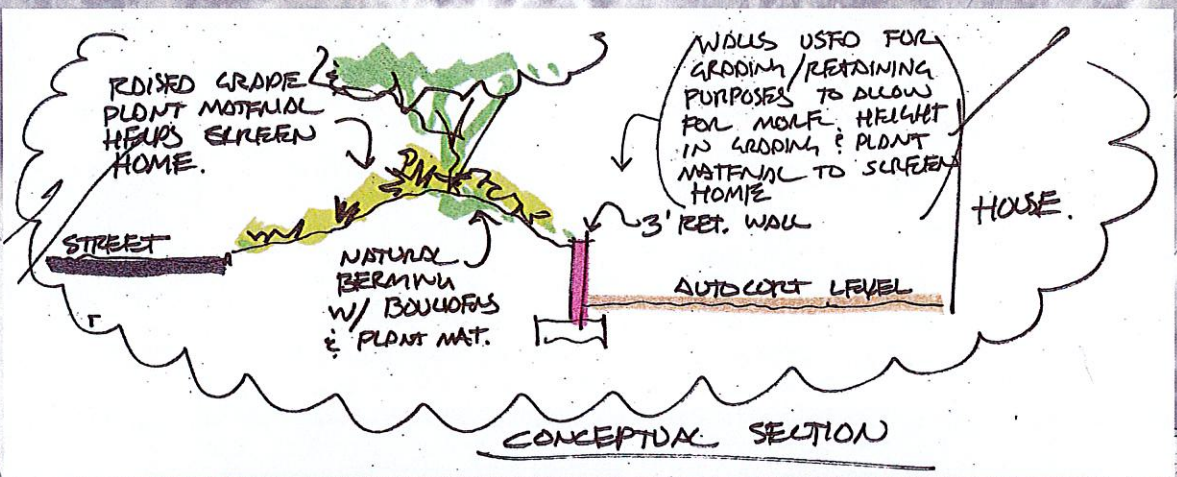 RAISED GRADE
PLANT MATERIAL
HELPS SCREEN
HOME.
WALLS USED FOR
GRADING/RETAINING
PURPOSES TO ALLOW
FOR MORE HEIGHT
IN GRADING & PLANT
MATERIAL TO SCREEN
HOME
3' RET. WALL
HOUSE.
STREET
NATURAL
BERMING
W/ BOULDERS
& PLANT MAT.
AUTOCORT LEVEL
CONCEPTUAL SECTION